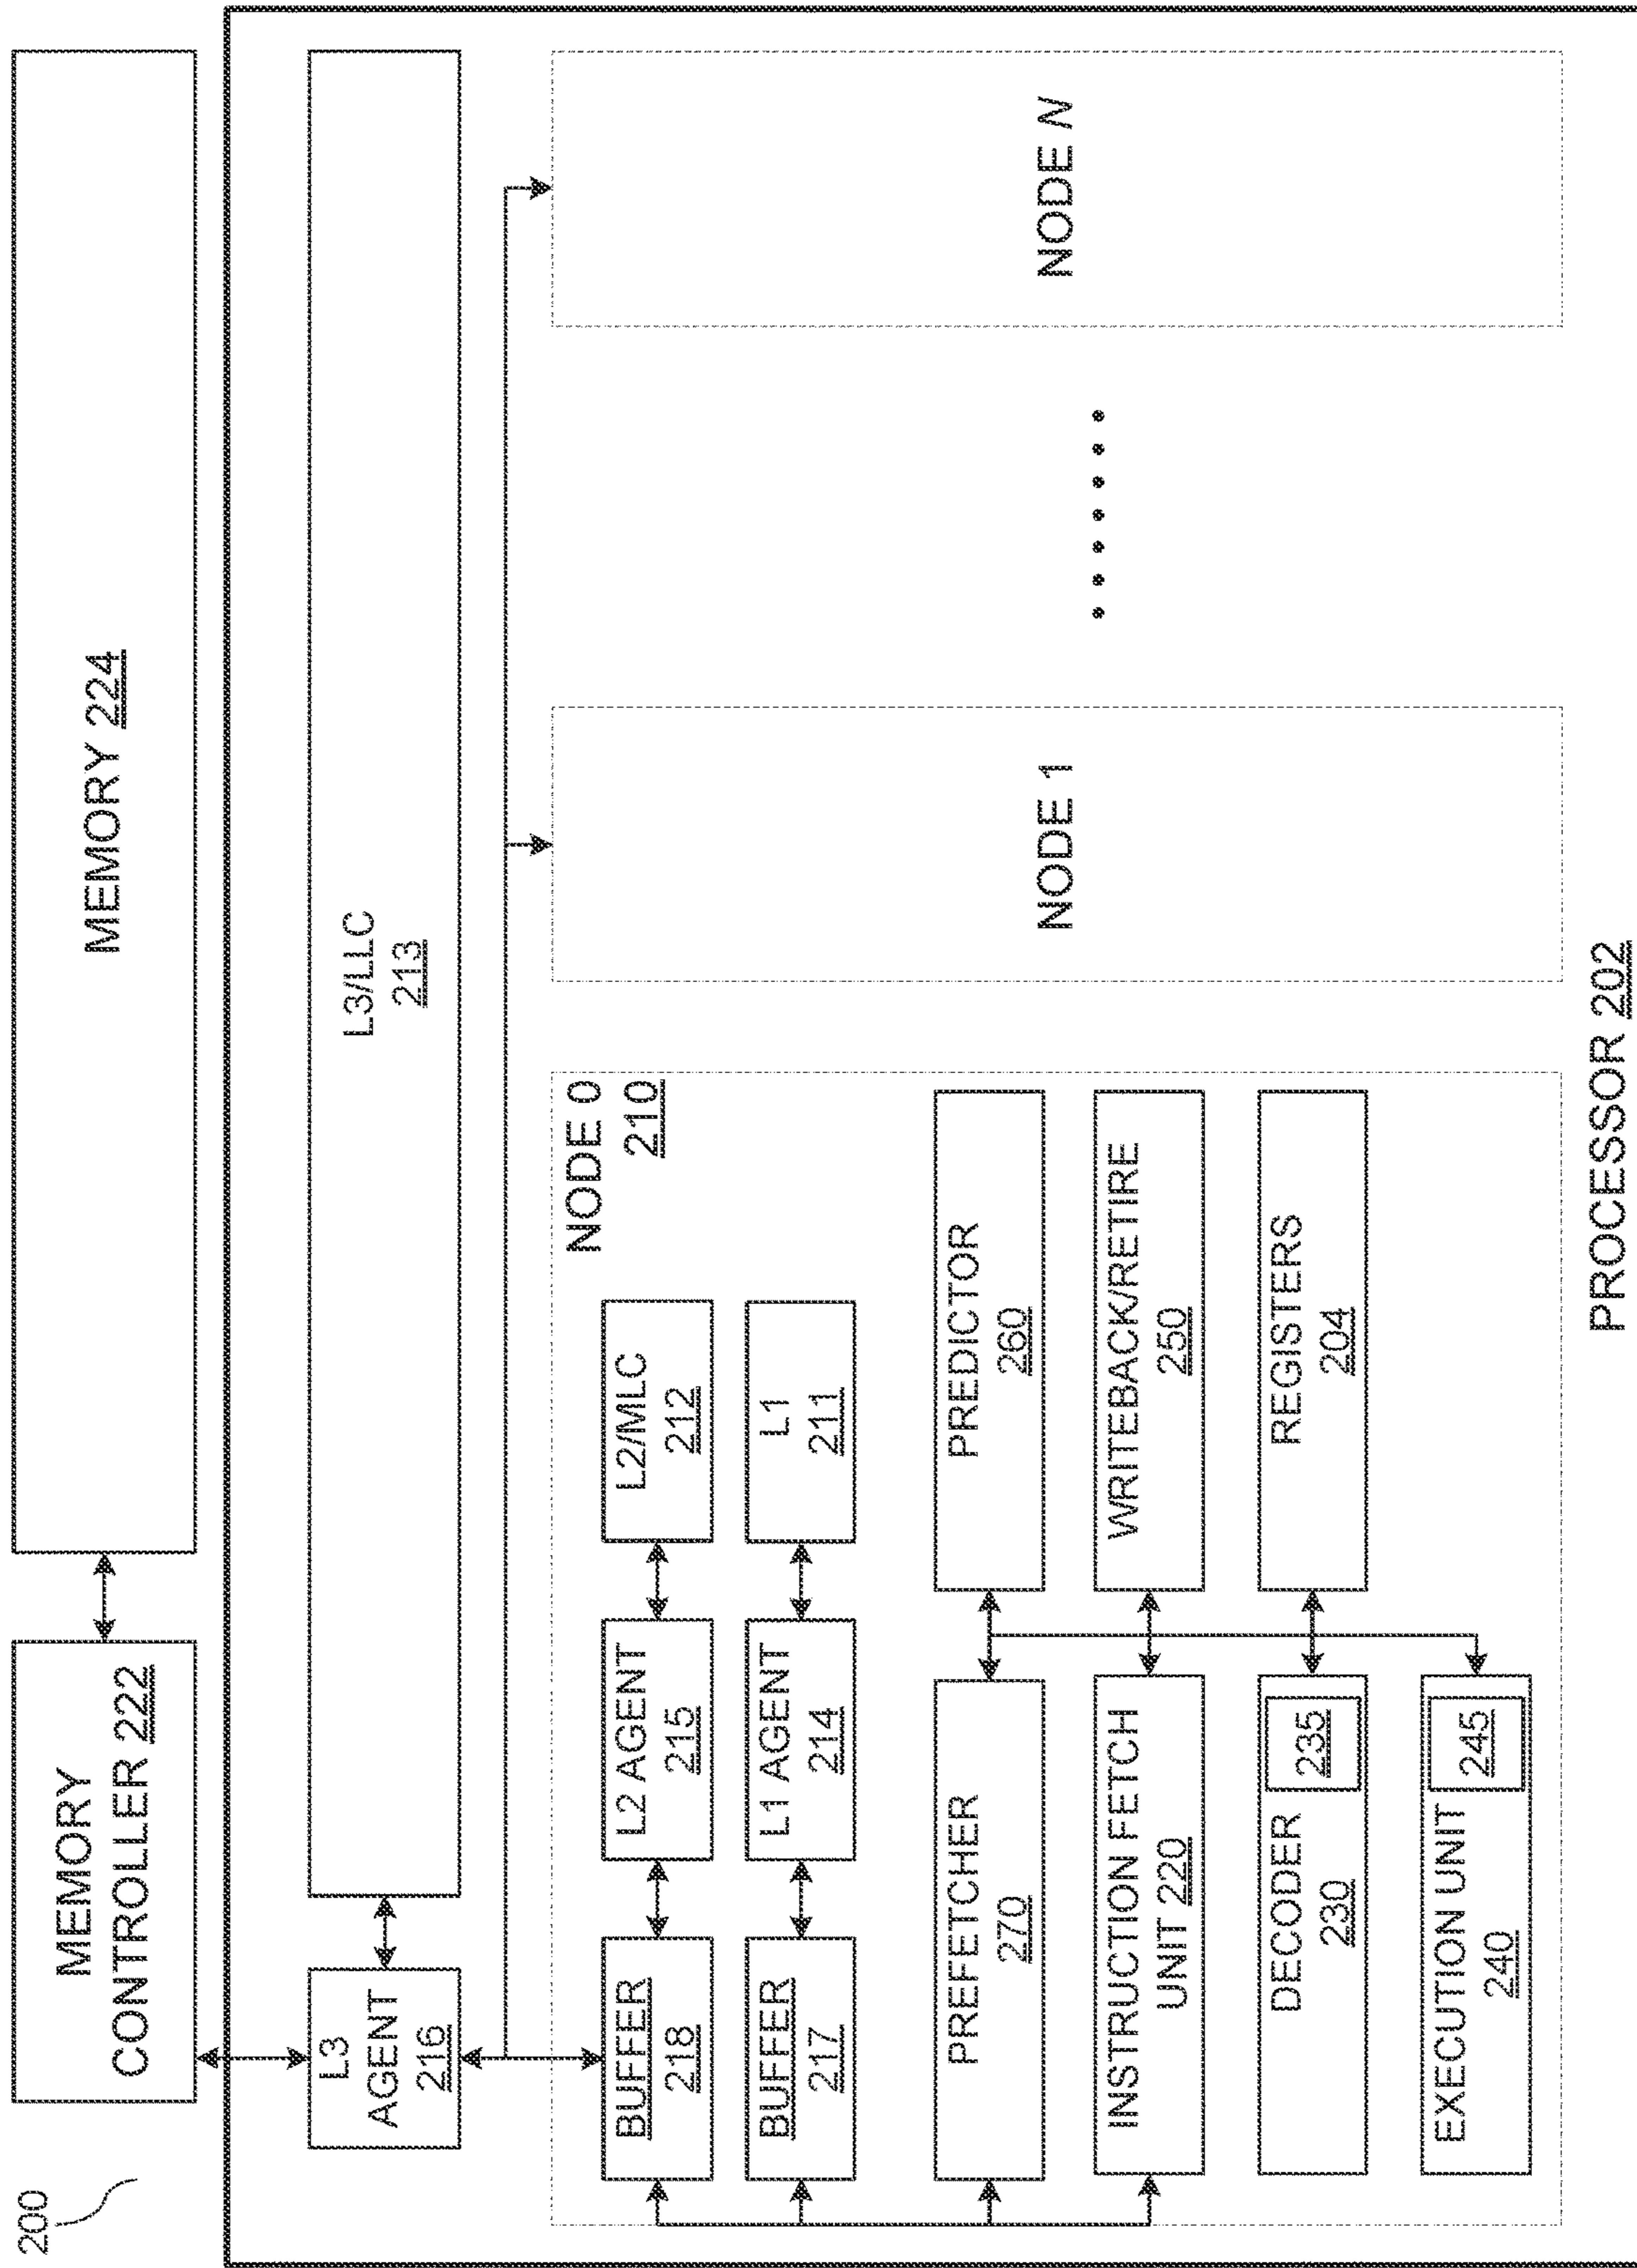 200
MEMORY
CONTROLLER 222
MEMORY 224
L3
AGENT
216
L3/LLC
213
NODE 0
210
BUFFER
218
L2 AGENT
215
L2/MLC
212
BUFFER
217
L1 AGENT
214
L1
211
PREFETCHER
270
PREDICTOR
260
INSTRUCTION FETCH
UNIT 220
WRITEBACK/RETIRE
250
DECODER
230
235
REGISTERS
204
EXECUTION UNIT
240
245
NODE 1
NODE N
PROCESSOR 202